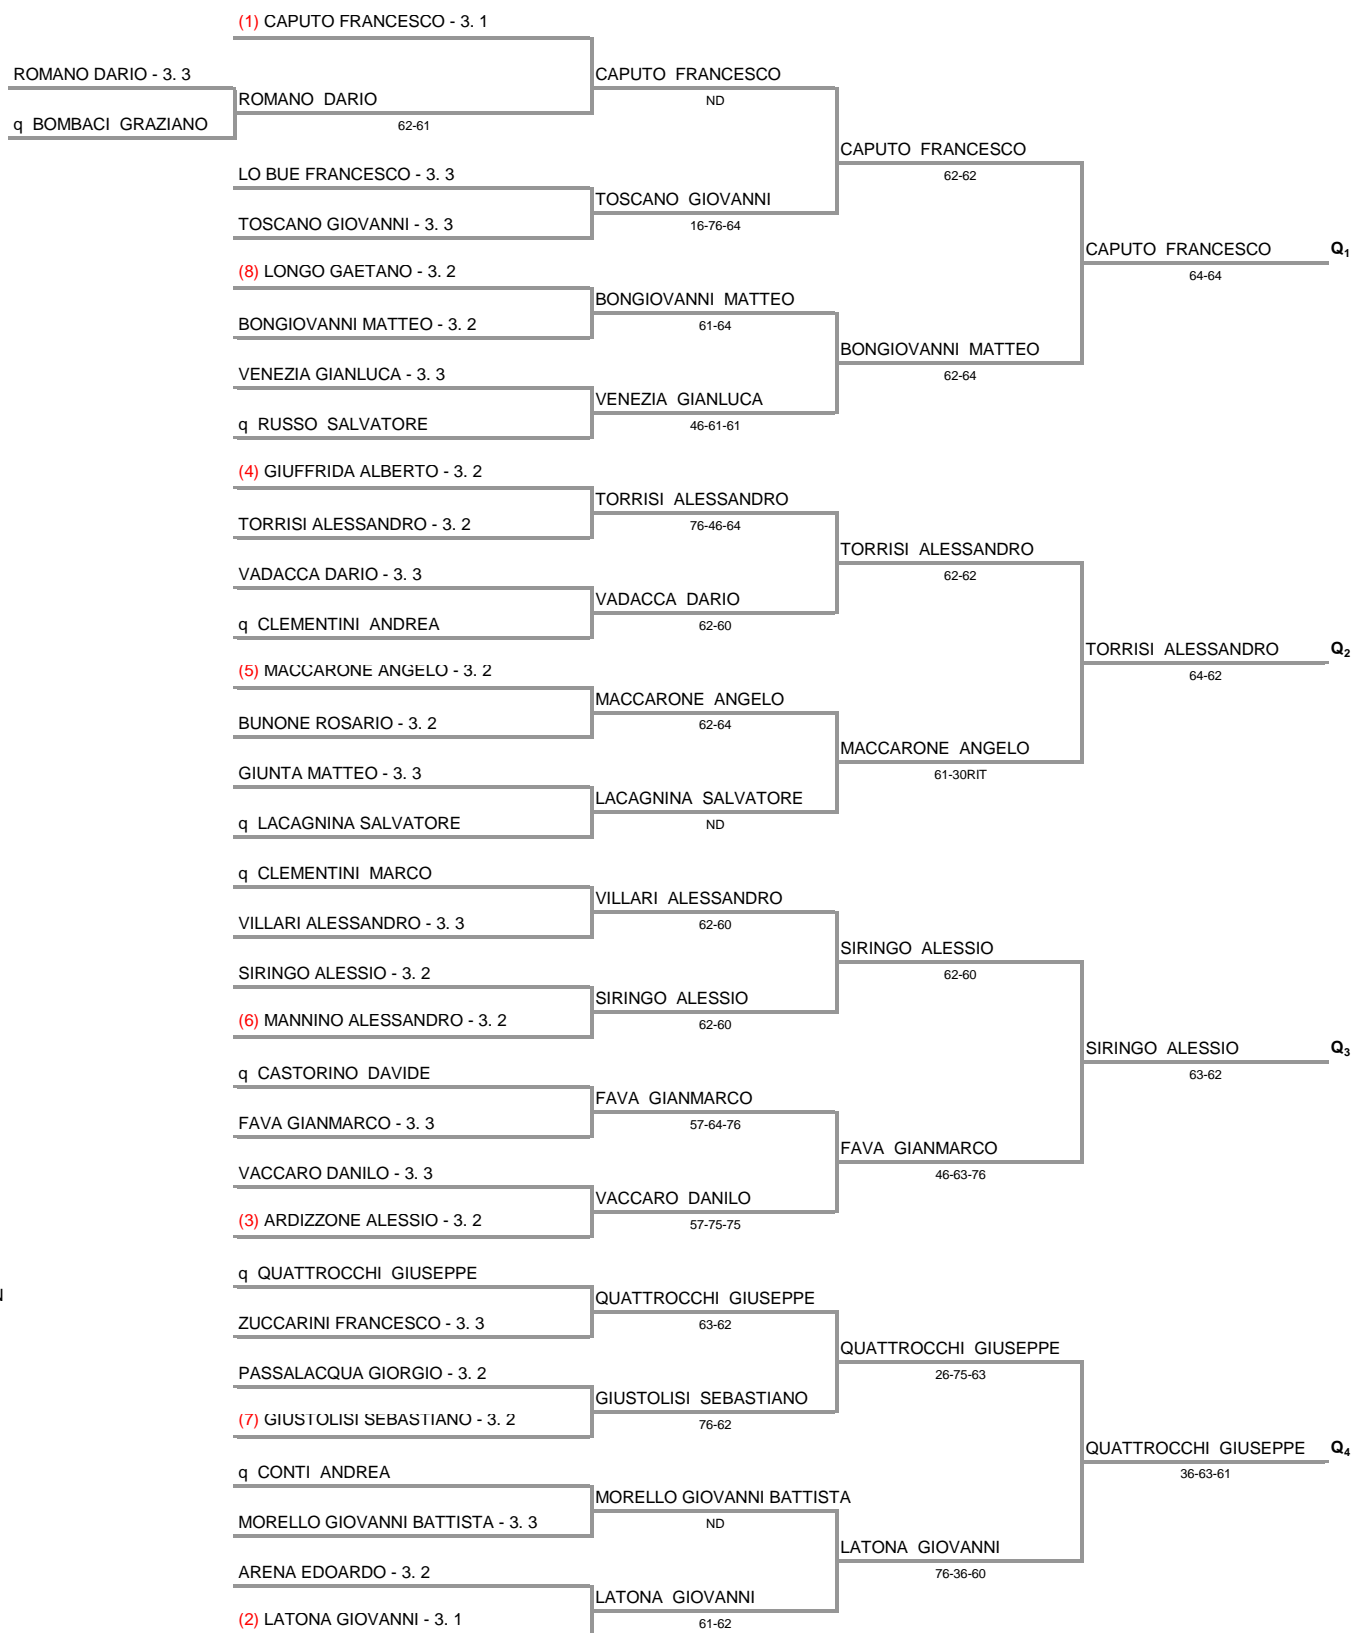 (1) CAPUTO FRANCESCO - 3. 1
ROMANO DARIO - 3. 3
CAPUTO FRANCESCO
ROMANO DARIO
ND
q BOMBACI GRAZIANO
62-61
CAPUTO FRANCESCO
LO BUE FRANCESCO - 3. 3
62-62
TOSCANO GIOVANNI
TOSCANO GIOVANNI - 3. 3
16-76-64
CAPUTO FRANCESCO
Q1
(8) LONGO GAETANO - 3. 2
64-64
BONGIOVANNI MATTEO
BONGIOVANNI MATTEO - 3. 2
61-64
BONGIOVANNI MATTEO
VENEZIA GIANLUCA - 3. 3
62-64
VENEZIA GIANLUCA
q RUSSO SALVATORE
46-61-61
(4) GIUFFRIDA ALBERTO - 3. 2
TORRISI ALESSANDRO
TORRISI ALESSANDRO - 3. 2
76-46-64
TORRISI ALESSANDRO
VADACCA DARIO - 3. 3
62-62
VADACCA DARIO
q CLEMENTINI ANDREA
62-60
TORRISI ALESSANDRO
Q2
(5) MACCARONE ANGELO - 3. 2
64-62
MACCARONE ANGELO
BUNONE ROSARIO - 3. 2
62-64
MACCARONE ANGELO
GIUNTA MATTEO - 3. 3
61-30RIT
LACAGNINA SALVATORE
q LACAGNINA SALVATORE
ND
q CLEMENTINI MARCO
VILLARI ALESSANDRO
VILLARI ALESSANDRO - 3. 3
62-60
SIRINGO ALESSIO
SIRINGO ALESSIO - 3. 2
62-60
SIRINGO ALESSIO
(6) MANNINO ALESSANDRO - 3. 2
62-60
SIRINGO ALESSIO
Q3
q CASTORINO DAVIDE
63-62
FAVA GIANMARCO
FAVA GIANMARCO - 3. 3
57-64-76
FAVA GIANMARCO
VACCARO DANILO - 3. 3
46-63-76
VACCARO DANILO
(3) ARDIZZONE ALESSIO - 3. 2
57-75-75
q QUATTROCCHI GIUSEPPE
QUATTROCCHI GIUSEPPE
ZUCCARINI FRANCESCO - 3. 3
63-62
QUATTROCCHI GIUSEPPE
PASSALACQUA GIORGIO - 3. 2
26-75-63
GIUSTOLISI SEBASTIANO
(7) GIUSTOLISI SEBASTIANO - 3. 2
76-62
QUATTROCCHI GIUSEPPE
Q4
q CONTI ANDREA
36-63-61
MORELLO GIOVANNI BATTISTA
MORELLO GIOVANNI BATTISTA - 3. 3
ND
LATONA GIOVANNI
ARENA EDOARDO - 3. 2
76-36-60
LATONA GIOVANNI
(2) LATONA GIOVANNI - 3. 1
61-62